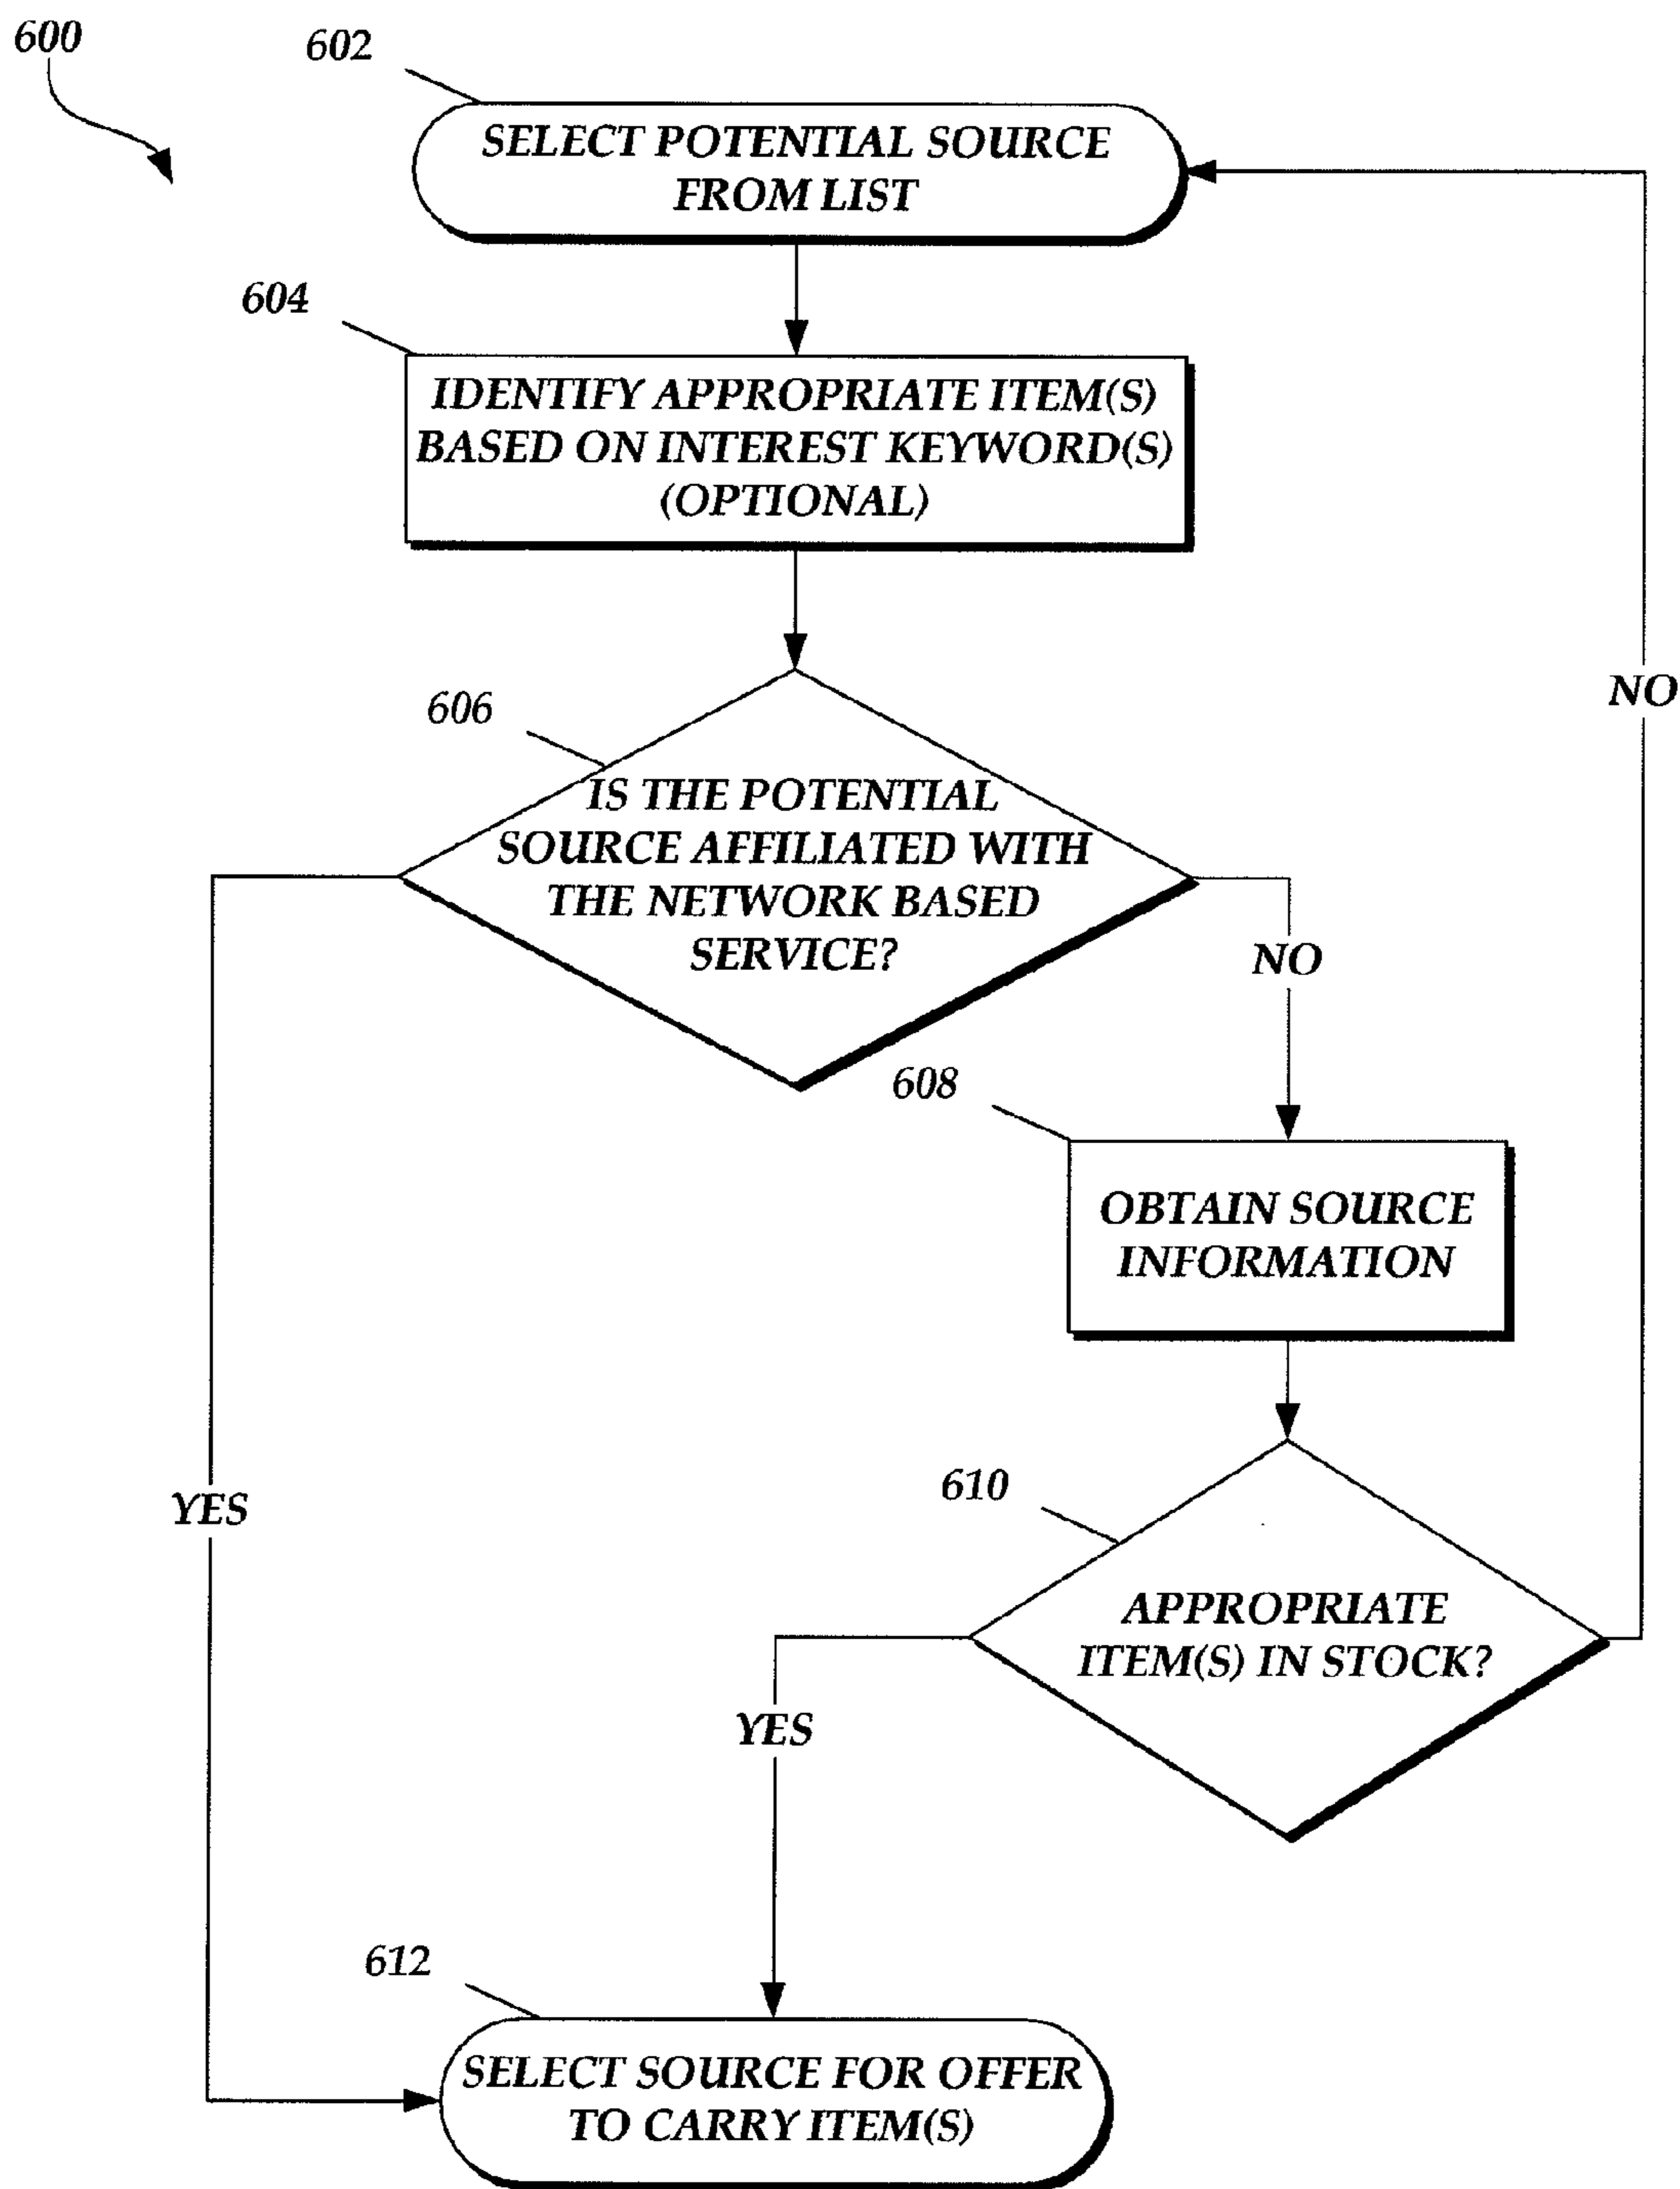 600
602
SELECT POTENTIAL SOURCE
FROM LIST
604
IDENTIFY APPROPRIATE ITEM(S)
BASED ON INTEREST KEYWORD(S)
(OPTIONAL)
606
IS THE POTENTIAL
SOURCE AFFILIATED WITH
THE NETWORK BASED
SERVICE?
NO
NO
608
OBTAIN SOURCE
INFORMATION
610
APPROPRIATE
ITEM(S) IN STOCK?
YES
YES
612
SELECT SOURCE FOR OFFER
TO CARRY ITEM(S)